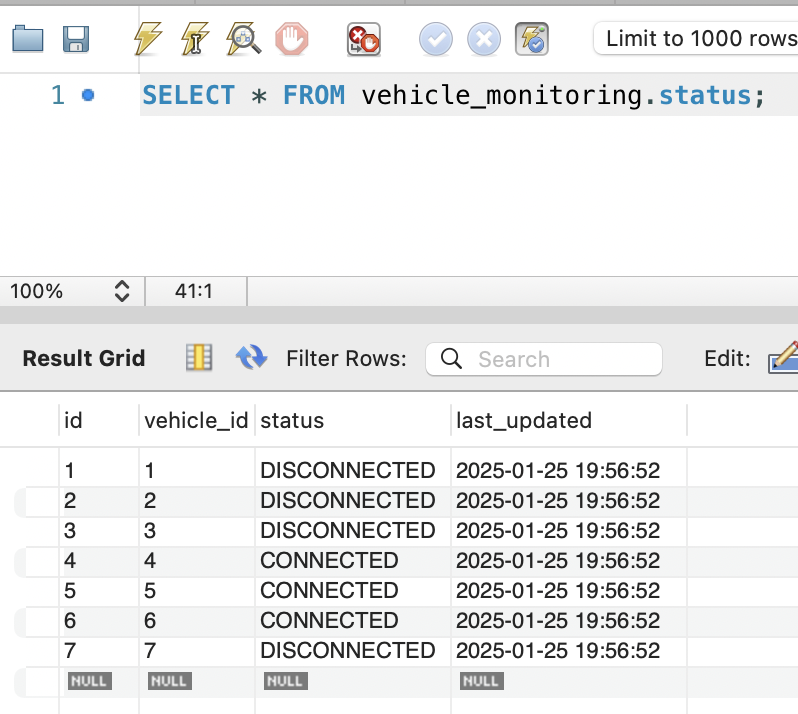 Limit to 1000 rows
1 SELECT * FROM vehicle_monitoring.status;
100% 41:1
Result Grid Filter Rows: Search Edit:
id vehicle_id status last_updated
1 1 DISCONNECTED 2025-01-25 19:56:52
2 2 DISCONNECTED 2025-01-25 19:56:52
3 3 DISCONNECTED 2025-01-25 19:56:52
4 4 CONNECTED 2025-01-25 19:56:52
5 5 CONNECTED 2025-01-25 19:56:52
6 6 CONNECTED 2025-01-25 19:56:52
7 7 DISCONNECTED 2025-01-25 19:56:52
NULL NULL NULL NULL